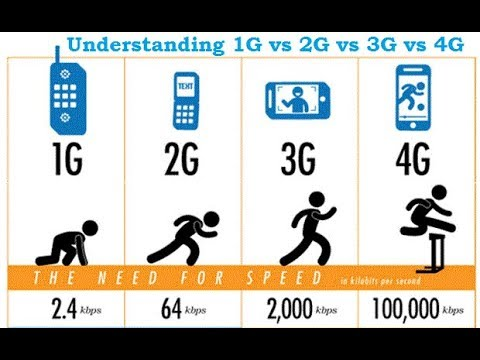 Understanding 1G vs 2G vs 3G vs 4G
TEXT
1G 2G 3G 4G
THE NEED FOR SPEED in kilobits per second
2.4 kbps 64 kbps 2,000 kbps 100,000 kbps